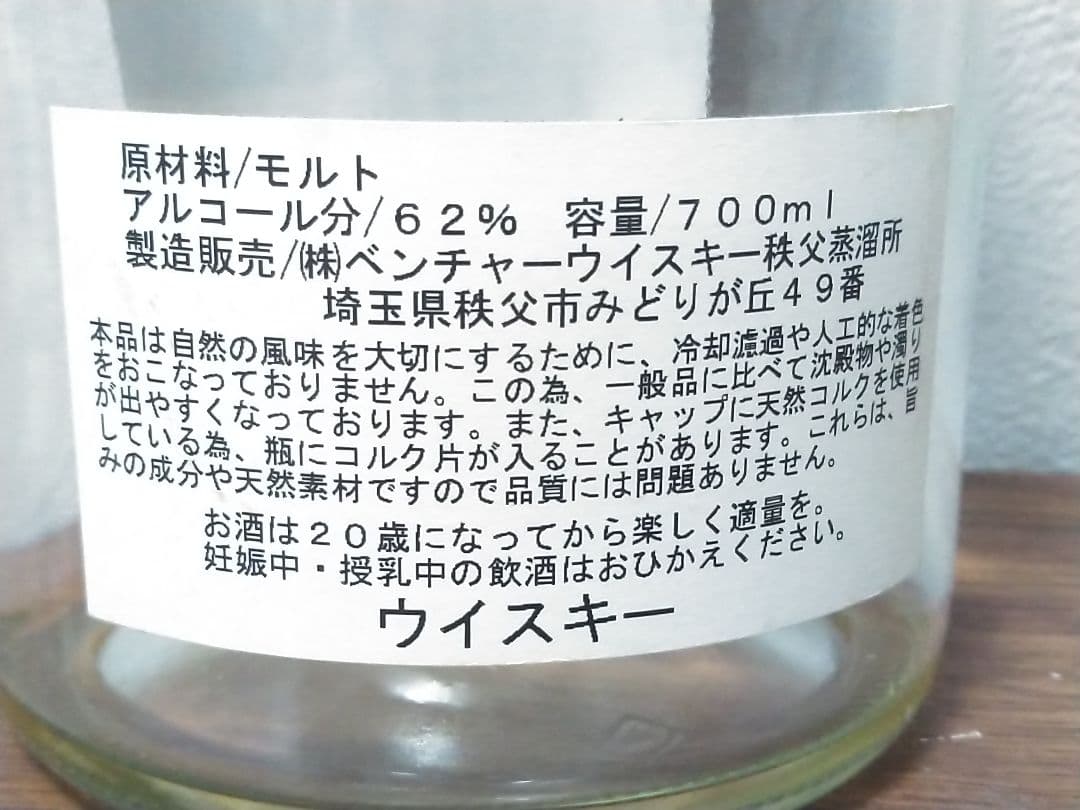 原材料/モルト
アルコール分/６２％　容量/７００ｍｌ
製造販売/㈱ベンチャーウイスキー秩父蒸溜所
埼玉県秩父市みどりが丘４９番
本品は自然の風味を大切にするために、冷却濾過や人工的な着色
をおこなっておりません。この為、一般品に比べて沈殿物や濁り
が出やすくなっております。また、キャップに天然コルクを使用
している為、瓶にコルク片が入ることがあります。これらは、旨
みの成分や天然素材ですので品質には問題ありません。
お酒は２０歳になってから楽しく適量を。
妊娠中・授乳中の飲酒はおひかえください。
ウイスキー